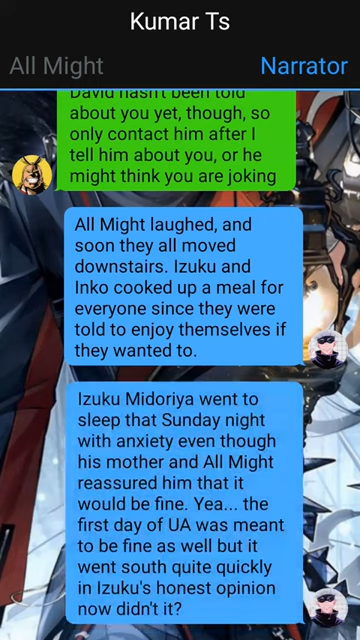 Kumar Ts
All Might
Narrator
David hasn't been told
about you yet, though, so
only contact him after I
tell him about you, or he
might think you are joking
All Might laughed, and
soon they all moved
downstairs. Izuku and
Inko cooked up a meal for
everyone since they were
told to enjoy themselves if
they wanted to.
Izuku Midoriya went to
sleep that Sunday night
with anxiety even though
his mother and All Might
reassured him that it
would be fine. Yea... the
first day of UA was meant
to be fine as well but it
went south quite quickly
in Izuku's honest opinion
now didn't it?